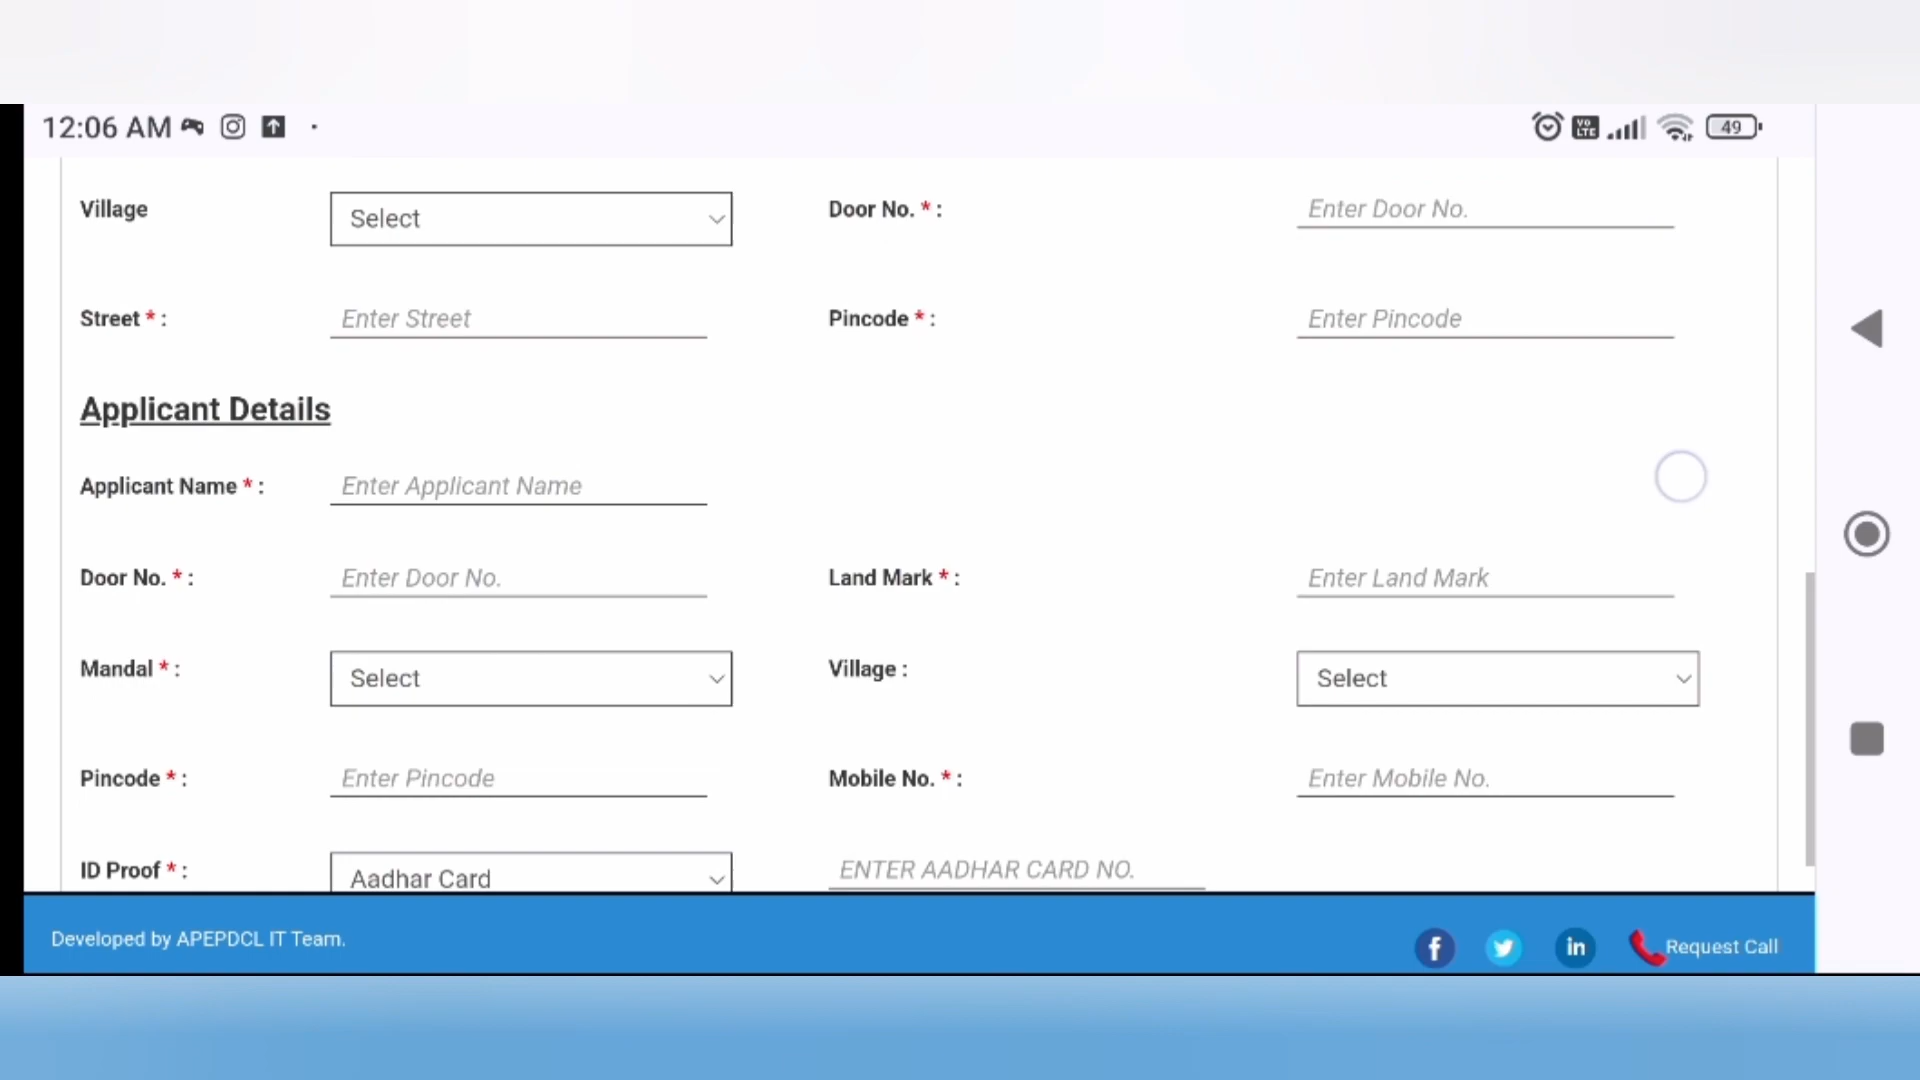 12:06 AM
VO LTE
49
Village Select Door No. * : Enter Door No.
Street * : Enter Street Pincode * : Enter Pincode
Applicant Details
Applicant Name * : Enter Applicant Name
Door No. * : Enter Door No. Land Mark * : Enter Land Mark
Mandal * : Select Village : Select
Pincode * : Enter Pincode Mobile No. * : Enter Mobile No.
ID Proof * : Aadhar Card ENTER AADHAR CARD NO.
Developed by APEPDCL IT Team. f in Request Call